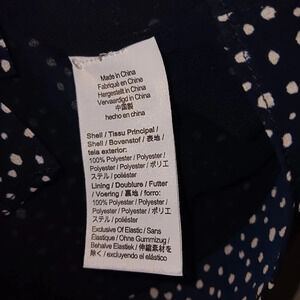 Made in China
Fabriqué en Chine
Hergestellt in China
Vervaardigd in China
中国製
hecho en china
Shell / Tissu Principal /
Shell / Bovenstof / 表地 /
tela exterior:
100% Polyester / Polyester /
Polyester / Polyester / ポリエ
ステル / poliéster
Lining / Doublure / Futter
/ Voering / 裏地 / forro:
100% Polyester / Polyester /
Polyester / Polyester / ポリエ
ステル / poliéster
Exclusive Of Elastic / Sans
Élastique / Ohne Gummizug /
Behalve Elastiek / 伸縮素材を
除く / excluyendo el elástico